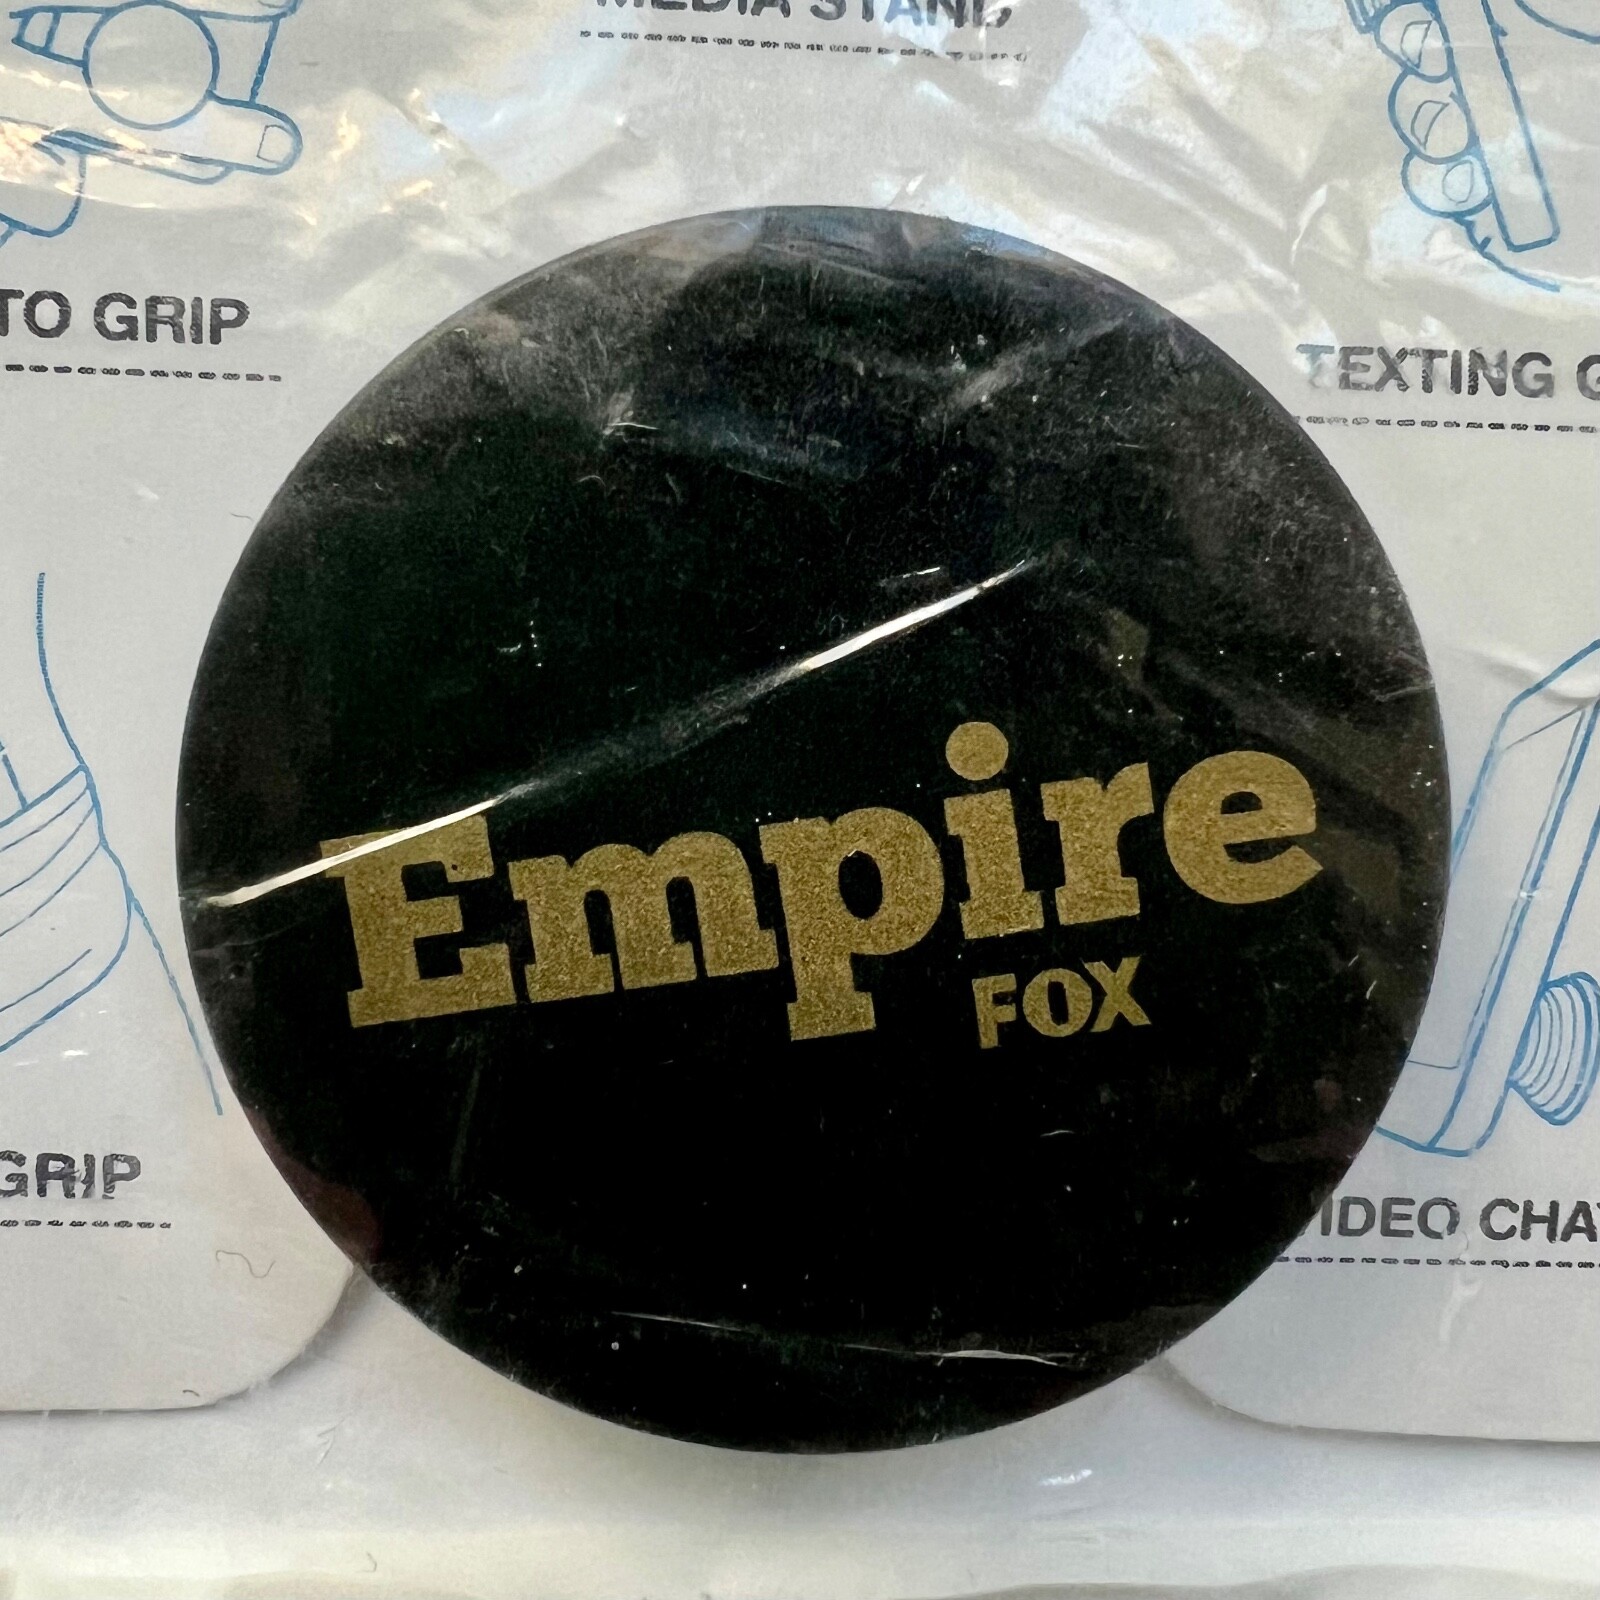 MEDIA STAND
TO GRIP
TEXTING G
Empire
FOX
GRIP
VIDEO CHAT